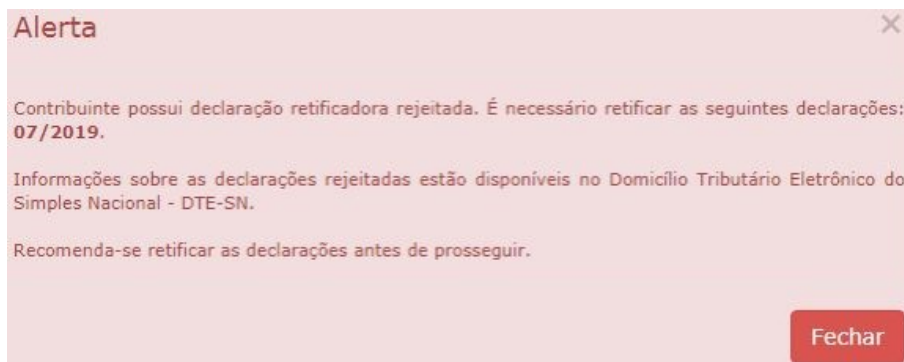 Alerta
×
Contribuinte possui declaração retificadora rejeitada. É necessário retificar as seguintes declarações:
07/2019.
Informações sobre as declarações rejeitadas estão disponíveis no Domicílio Tributário Eletrônico do
Simples Nacional - DTE-SN.
Recomenda-se retificar as declarações antes de prosseguir.
Fechar